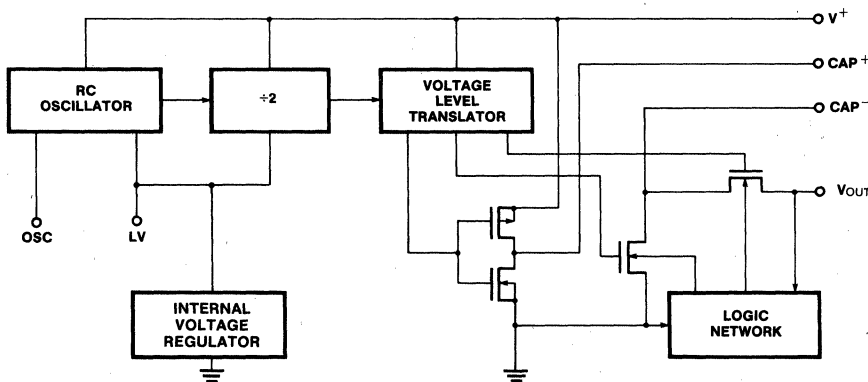 V+
RC
OSCILLATOR
÷2
VOLTAGE
LEVEL
TRANSLATOR
CAP+
CAP-
VOUT
OSC
LV
INTERNAL
VOLTAGE
REGULATOR
LOGIC
NETWORK